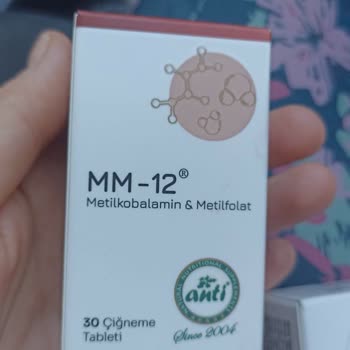 MM-12®
Metilkobalamin & Metilfolat
anti
30 Çiğneme
Tableti
Since 2004